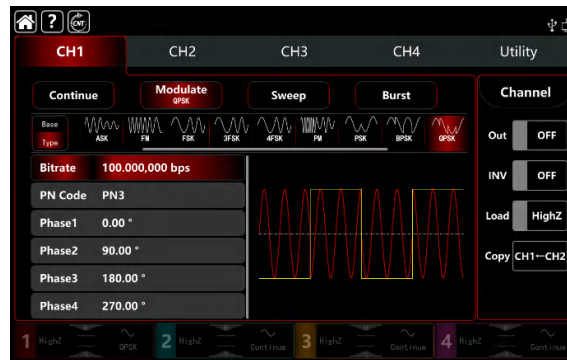 ? CNT
CH1 CH2 CH3 CH4 Utility
Continue Modulate QPSK Sweep Burst Channel
Base Type ASK FM FSK 3FSK 4FSK PM PSK BPSK QPSK
Out OFF
Bitrate 100.000,000 bps
INV OFF
PN Code PN3
Phase1 0.00 °
Load HighZ
Phase2 90.00 °
Copy CH1←CH2
Phase3 180.00 °
Phase4 270.00 °
1 HighZ QPSK 2 HighZ Continue 3 HighZ Continue 4 HighZ Continue